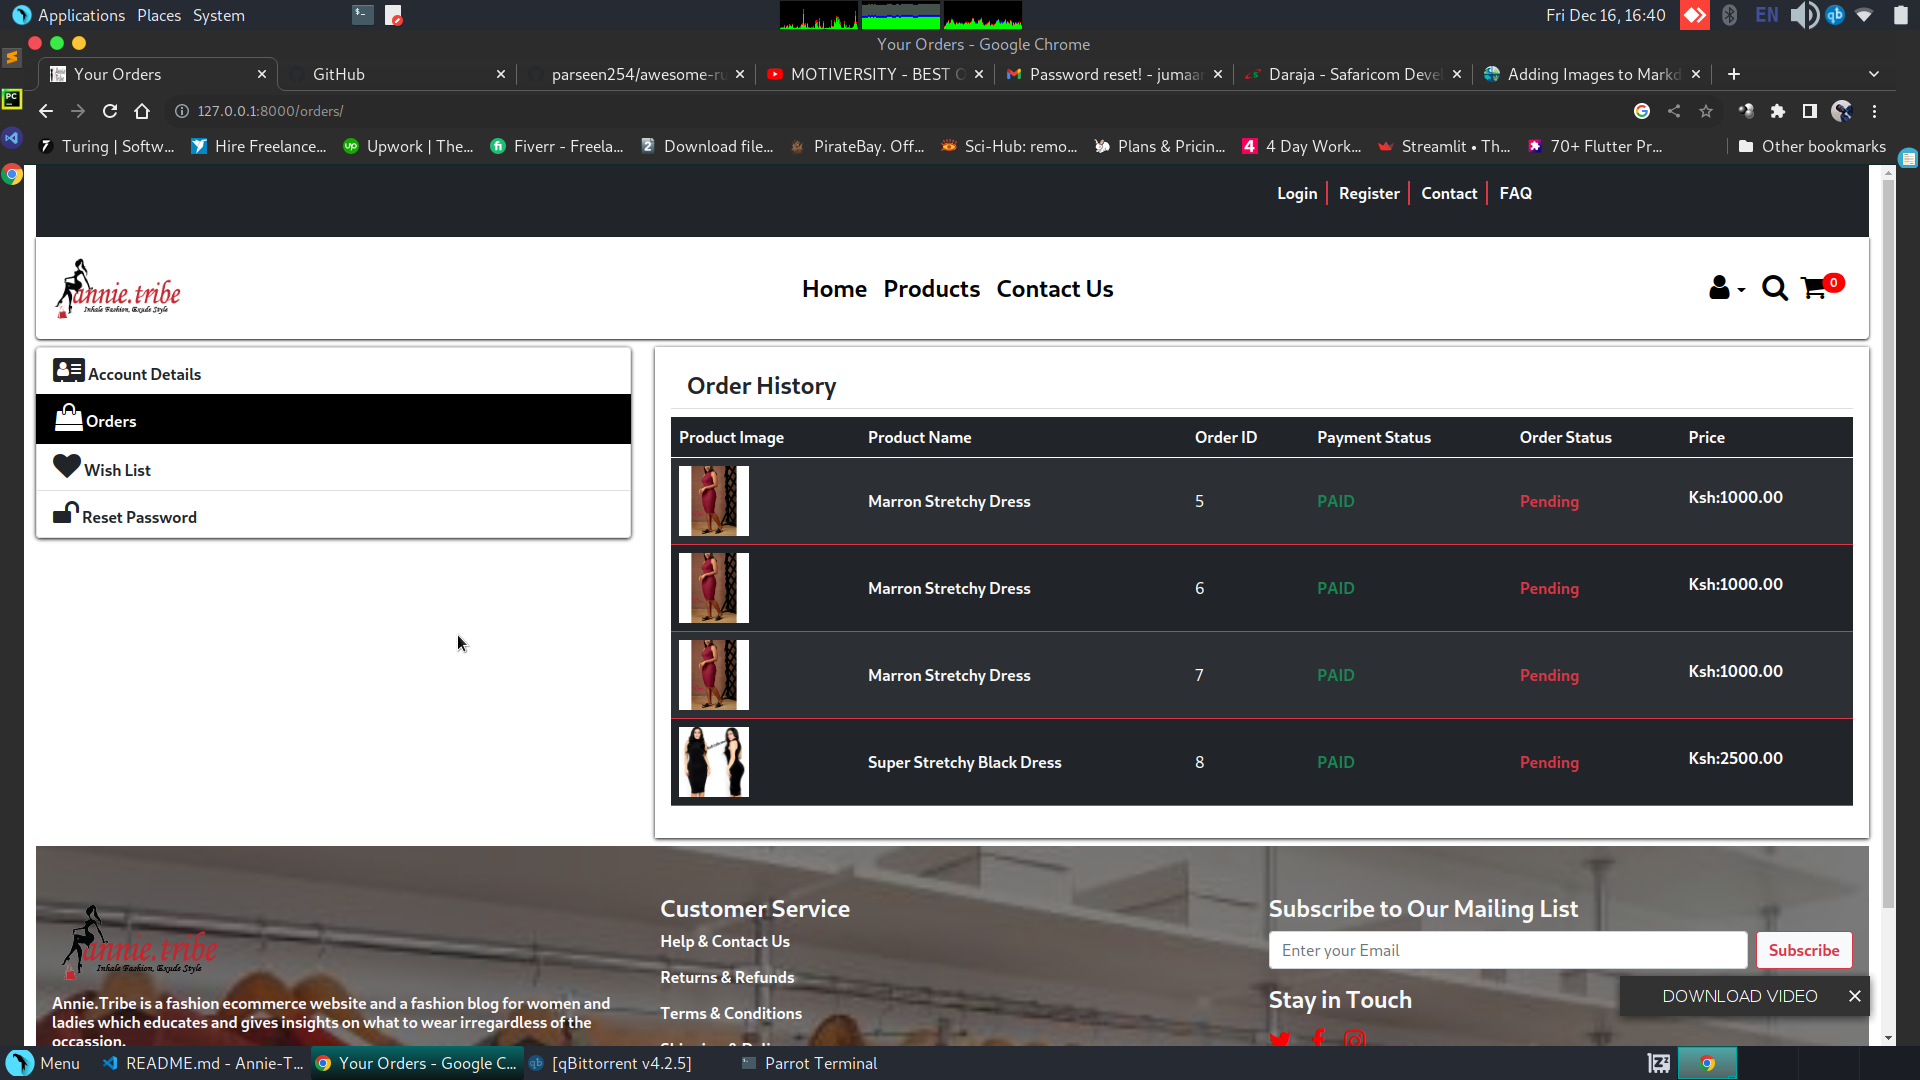 Applications Places System
Fri Dec 16, 16:40
EN
qb
Your Orders - Google Chrome
Your Orders
GitHub
parseen254/awesome-ru
MOTIVERSITY - BEST
Password reset! - jumaar
Daraja - Safaricom Deve
Adding Images to Markd
127.0.0.1:8000/orders/
Turing | Softw...
Hire Freelance...
Upwork | The...
Fiverr - Freela...
Download file...
PirateBay. Off...
Sci-Hub: remo...
Plans & Pricin...
4 Day Work...
Streamlit • Th...
70+ Flutter Pr...
Other bookmarks
Login
Register
Contact
FAQ
annie.tribe
Inhale Fashion, Exude Style
Home Products Contact Us
0
Account Details
Orders
Wish List
Reset Password
Order History
Product Image Product Name Order ID Payment Status Order Status Price
Marron Stretchy Dress 5 PAID Pending Ksh:1000.00
Marron Stretchy Dress 6 PAID Pending Ksh:1000.00
Marron Stretchy Dress 7 PAID Pending Ksh:1000.00
Super Stretchy Black Dress 8 PAID Pending Ksh:2500.00
annie.tribe
Inhale Fashion, Exude Style
Annie.Tribe is a fashion ecommerce website and a fashion blog for women and
ladies which educates and gives insights on what to wear irregardless of the
occassion.
Customer Service
Help & Contact Us
Returns & Refunds
Terms & Conditions
Subscribe to Our Mailing List
Enter your Email
Subscribe
Stay in Touch
DOWNLOAD VIDEO
Menu
README.md - Annie-T...
Your Orders - Google C...
[qBittorrent v4.2.5]
Parrot Terminal